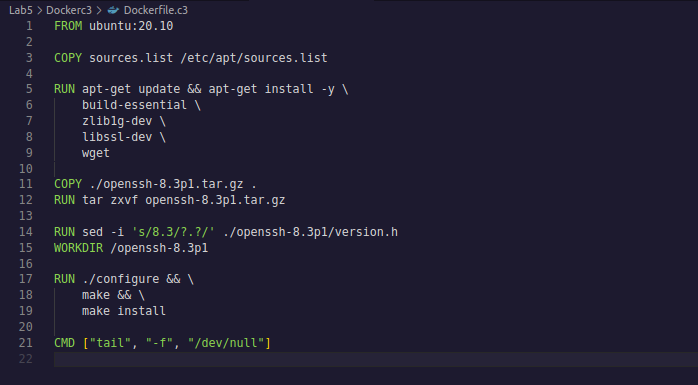 Lab5 > Dockerc3 > Dockerfile.c3
1 FROM ubuntu:20.10
2
3 COPY sources.list /etc/apt/sources.list
4
5 RUN apt-get update && apt-get install -y \
6 build-essential \
7 zlib1g-dev \
8 libssl-dev \
9 wget
10
11 COPY ./openssh-8.3p1.tar.gz .
12 RUN tar zxvf openssh-8.3p1.tar.gz
13
14 RUN sed -i 's/8.3/?.?/' ./openssh-8.3p1/version.h
15 WORKDIR /openssh-8.3p1
16
17 RUN ./configure && \
18 make && \
19 make install
20
21 CMD ["tail", "-f", "/dev/null"]
22